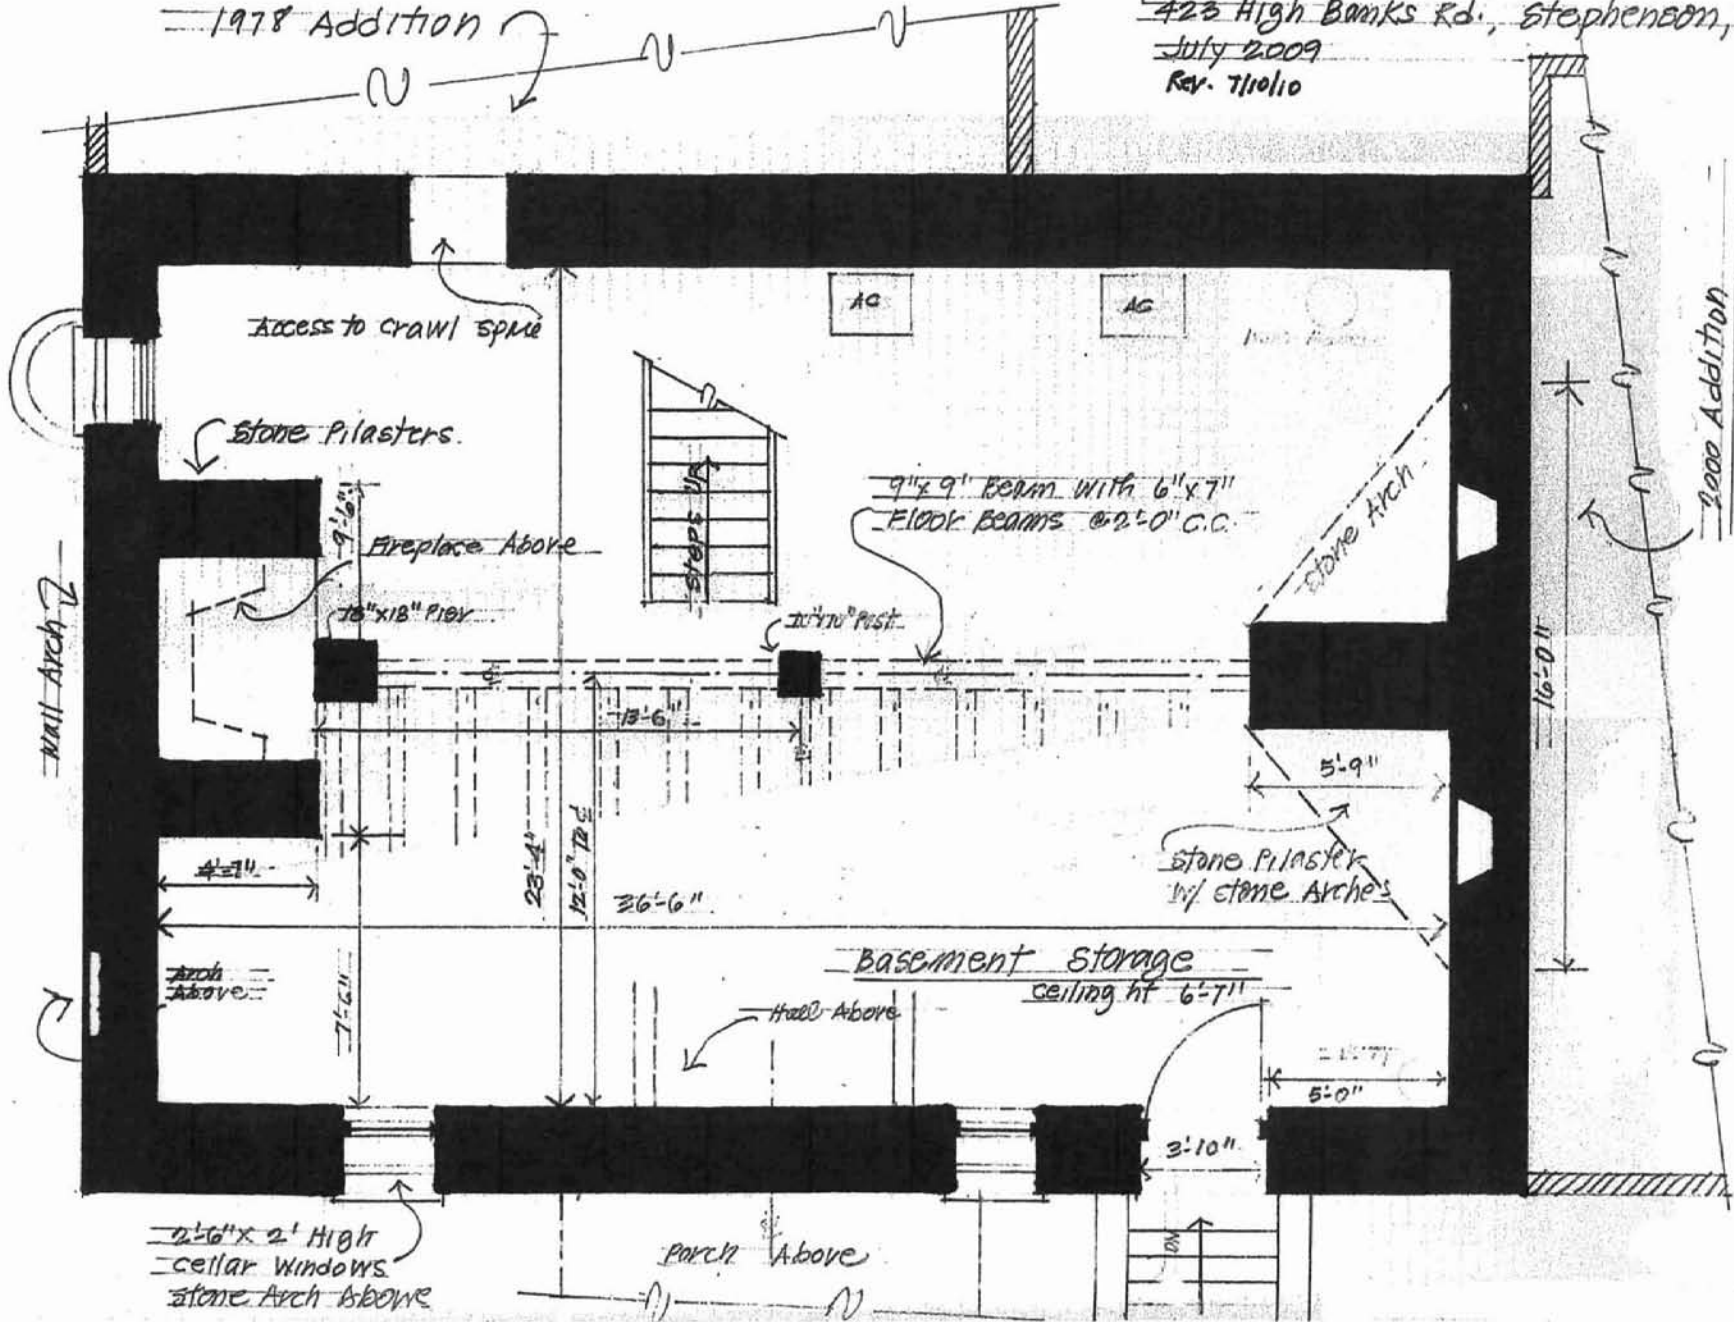 1978 Addition
423 High Banks Rd., Stephenson,
July 2009
Rev. 7/10/10
Access to crawl space
AC
AC
Stone Pilasters.
9'-6"
Fireplace Above
18"x18" Pier
Steps UP
9"x9" Beam with 6"x7"
Floor Beams @ 2'-0" C.C.
Stone Arch
2000 Addition
Wall Arch
16'-0"
13'-6"
5'-9"
4'-7"
23'-4"
12'-0"
36'-6"
Stone Pilaster
w/ Stone Arches
Basement Storage
Ceiling ht 6'-7"
Arch
Above
7'-6"
Hall Above
5'-0"
3'-10"
DN
2'-6" x 2' High
Cellar Windows
Stone Arch Above
Porch Above